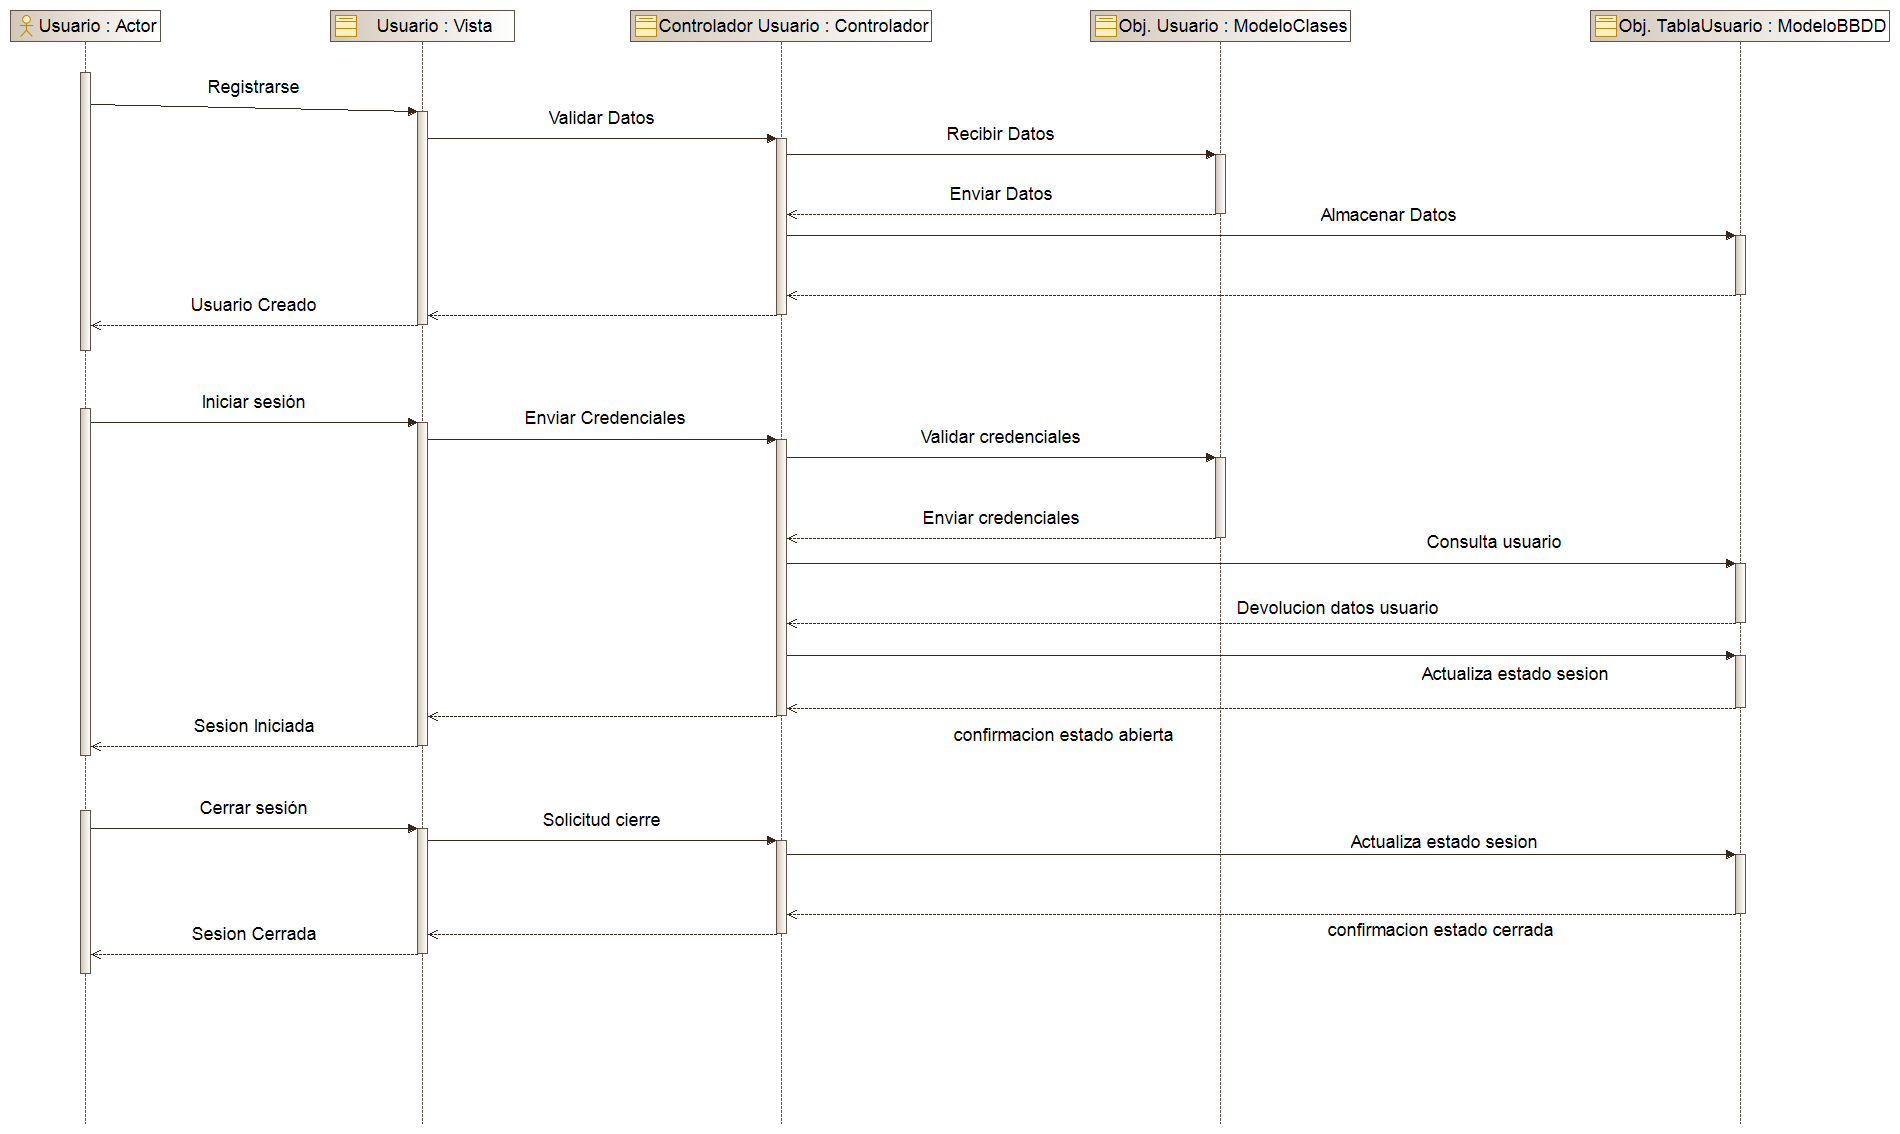 Usuario : Actor
Usuario : Vista
Controlador Usuario : Controlador
Obj. Usuario : ModeloClases
Obj. TablaUsuario : ModeloBBDD
Registrarse
Validar Datos
Recibir Datos
Enviar Datos
Almacenar Datos
Usuario Creado
Iniciar sesión
Enviar Credenciales
Validar credenciales
Enviar credenciales
Consulta usuario
Devolucion datos usuario
Actualiza estado sesion
Sesion Iniciada
confirmacion estado abierta
Cerrar sesión
Solicitud cierre
Actualiza estado sesion
confirmacion estado cerrada
Sesion Cerrada